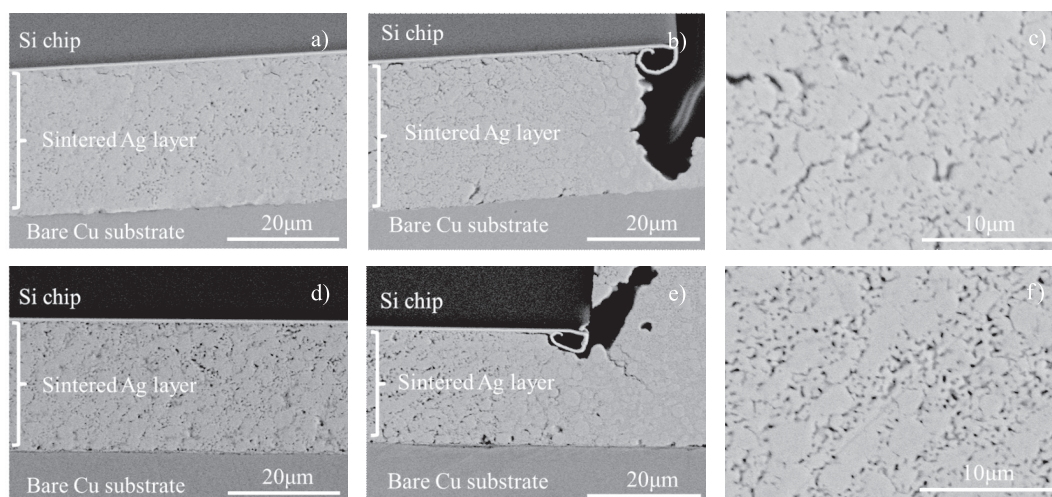 Si chip
a)
Sintered Ag layer
Bare Cu substrate
20μm
Si chip
b)
Sintered Ag layer
Bare Cu substrate
20μm
c)
10μm
Si chip
d)
Sintered Ag layer
Bare Cu substrate
20μm
Si chip
e)
Sintered Ag layer
Bare Cu substrate
20μm
f)
10μm